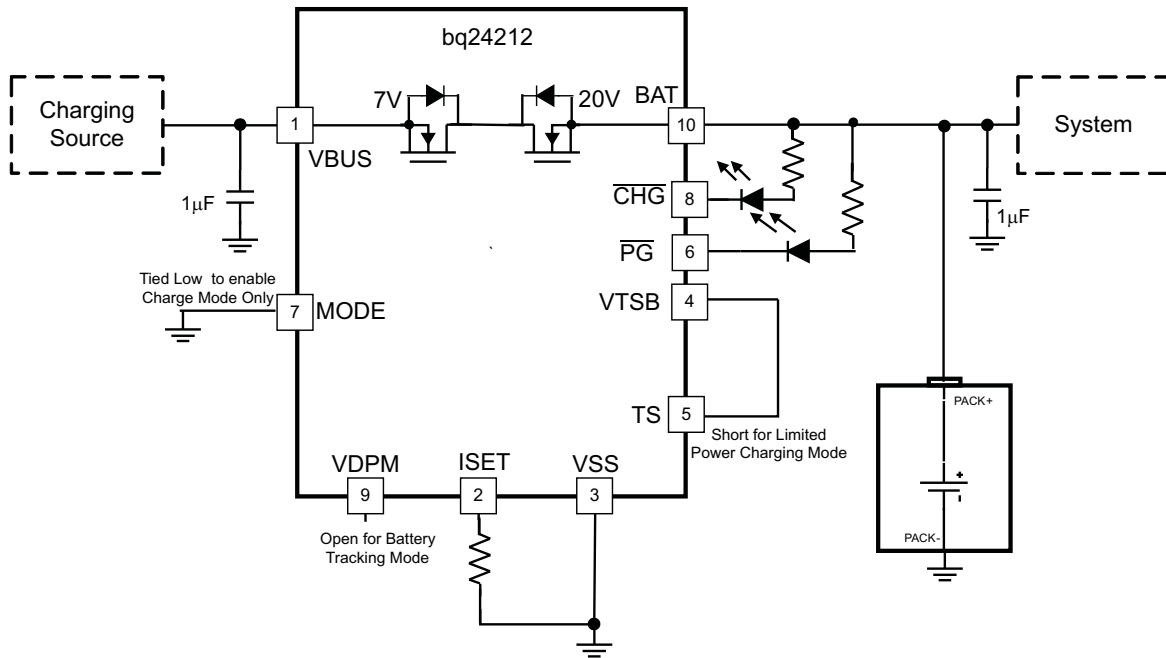 bq24212
Charging
Source
7V
20V
BAT
System
1
10
VBUS
1μF
CHG
8
1μF
PG
6
Tied Low to enable
Charge Mode Only
VTSB
4
7
MODE
TS
5
PACK+
Short for Limited
Power Charging Mode
VDPM
ISET
VSS
+
-
9
2
3
Open for Battery
Tracking Mode
PACK-